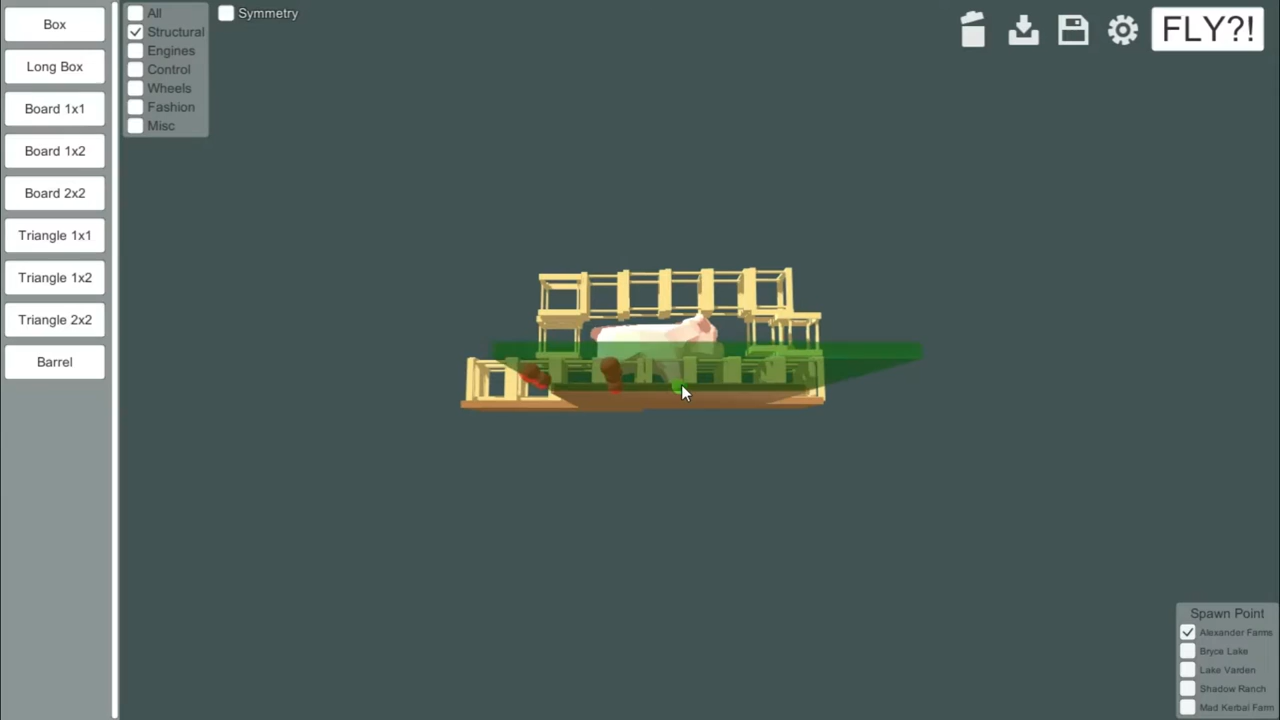 Box
Long Box
Board 1x1
Board 1x2
Board 2x2
Triangle 1x1
Triangle 1x2
Triangle 2x2
Barrel
All
Structural
Engines
Control
Wheels
Fashion
Misc
Symmetry
FLY?!
Spawn Point
Alexander Farms
Bryce Lake
Lake Varden
Shadow Ranch
Mad Kerbal Farm